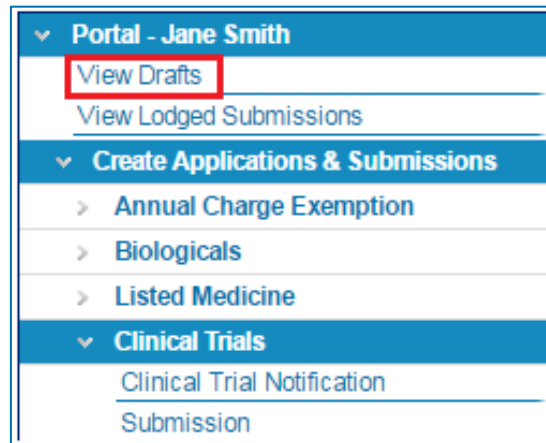 Portal - Jane Smith
View Drafts
View Lodged Submissions
Create Applications & Submissions
Annual Charge Exemption
Biologicals
Listed Medicine
Clinical Trials
Clinical Trial Notification
Submission